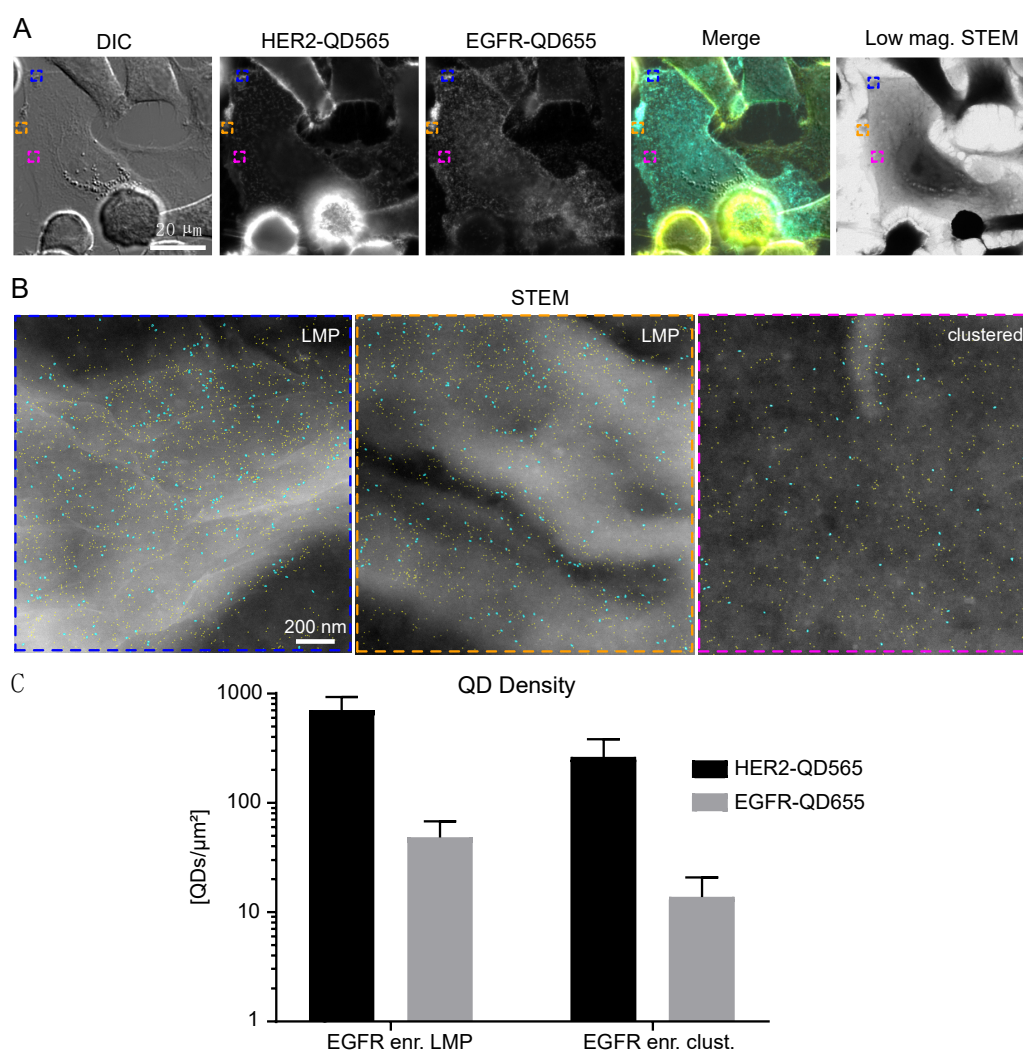 A
DIC
HER2-QD565
EGFR-QD655
Merge
Low mag. STEM
20 µm
B
STEM
LMP
LMP
clustered
200 nm
C
QD Density
[QDs/µm²]
1000
100
10
1
HER2-QD565
EGFR-QD655
EGFR enr. LMP
EGFR enr. clust.